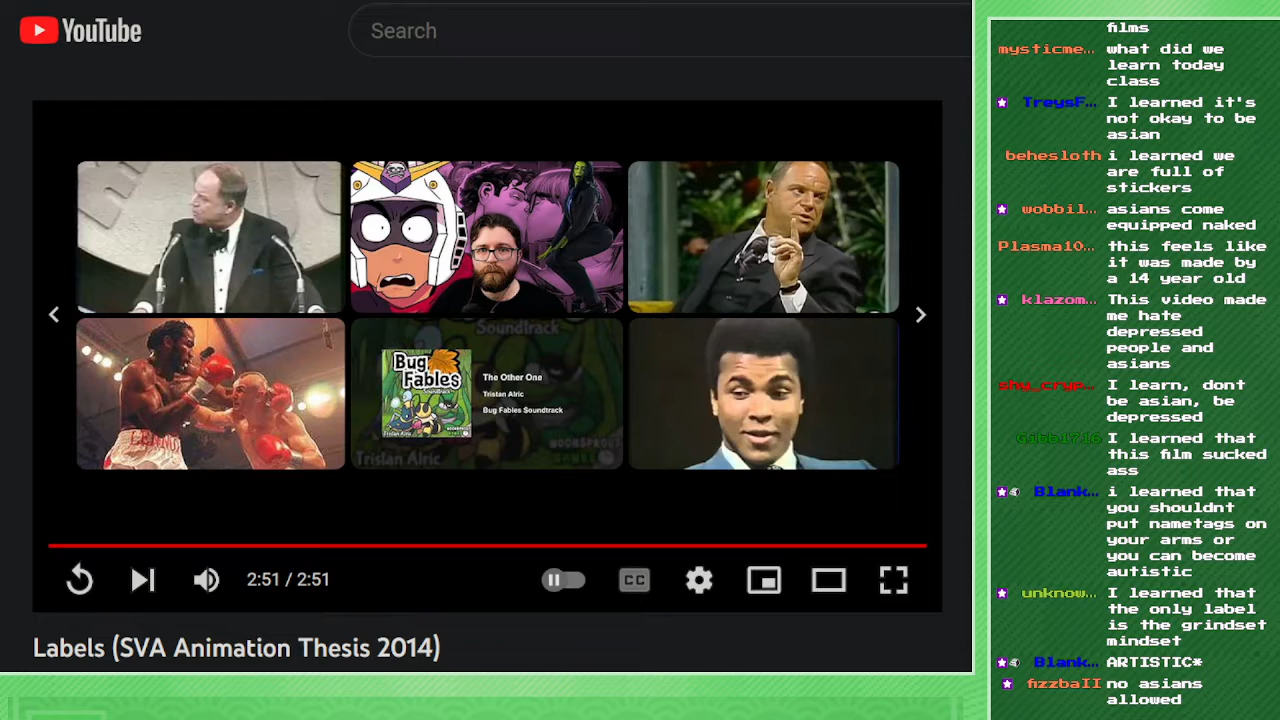 YouTube
Search
Soundtrack
Bug
Fables
The Other One
Tristan Alric
Bug Fables Soundtrack
Tristan Alric
MOONSPROUT
GAMES
2:51 / 2:51
CC
Labels (SVA Animation Thesis 2014)
films
mysticme... what did we
learn today
class
TreysF... I learned it's
not okay to be
asian
behesloth i learned we
are full of
stickers
wobbil... asians come
equipped naked
Plasma10... this feels like
it was made by
a 14 year old
klazom... This video made
me hate
depressed
people and
asians
shy_cryp... I learn, dont
be asian, be
depressed
Gibb1716 I learned that
this film sucked
ass
Blank... i learned that
you shouldnt
put nametags on
your arms or
you can become
autistic
unknow... I learned that
the only label
is the grindset
mindset
Blank... ARTISTIC*
fizzbaII no asians
allowed